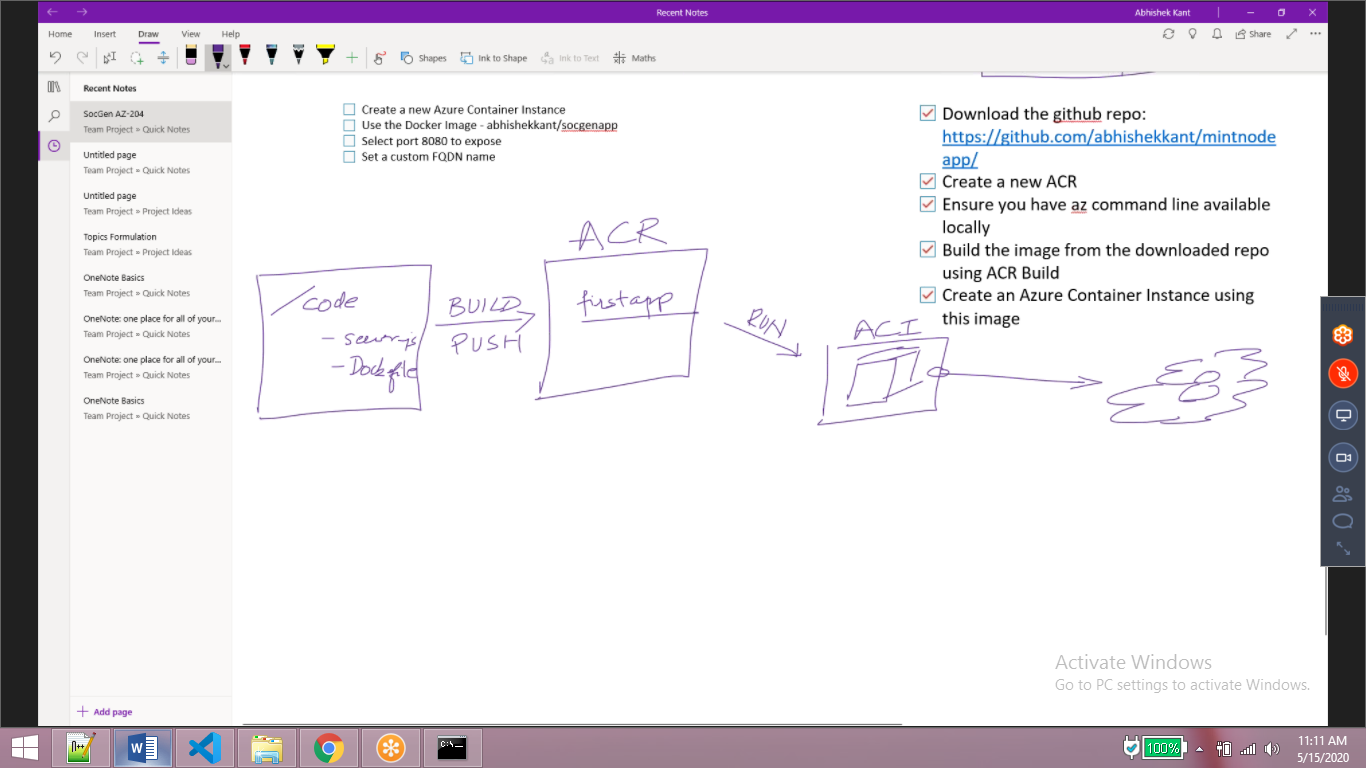 Recent Notes
Abhishek Kant
Home Insert Draw View Help
Share
Shapes
Ink to Shape
Ink to Text
Maths
Recent Notes
SocGen AZ-204
Team Project » Quick Notes
Untitled page
Team Project » Quick Notes
Untitled page
Team Project » Project Ideas
Topics Formulation
Team Project » Project Ideas
OneNote Basics
Team Project » Quick Notes
OneNote: one place for all of your...
Team Project » Quick Notes
OneNote: one place for all of your...
Team Project » Quick Notes
OneNote Basics
Team Project » Quick Notes
Add page
Create a new Azure Container Instance
Use the Docker Image - abhishekkant/socgenapp
Select port 8080 to expose
Set a custom FQDN name
Download the github repo:
https://github.com/abhishekkant/mintnode
app/
Create a new ACR
Ensure you have az command line available
locally
Build the image from the downloaded repo
using ACR Build
Create an Azure Container Instance using
this image
/code
- server.js
- Dockerfile
BUILD
PUSH
ACR
firstapp
RUN
ACI
Activate Windows
Go to PC settings to activate Windows.
C:\_
100%
11:11 AM
5/15/2020